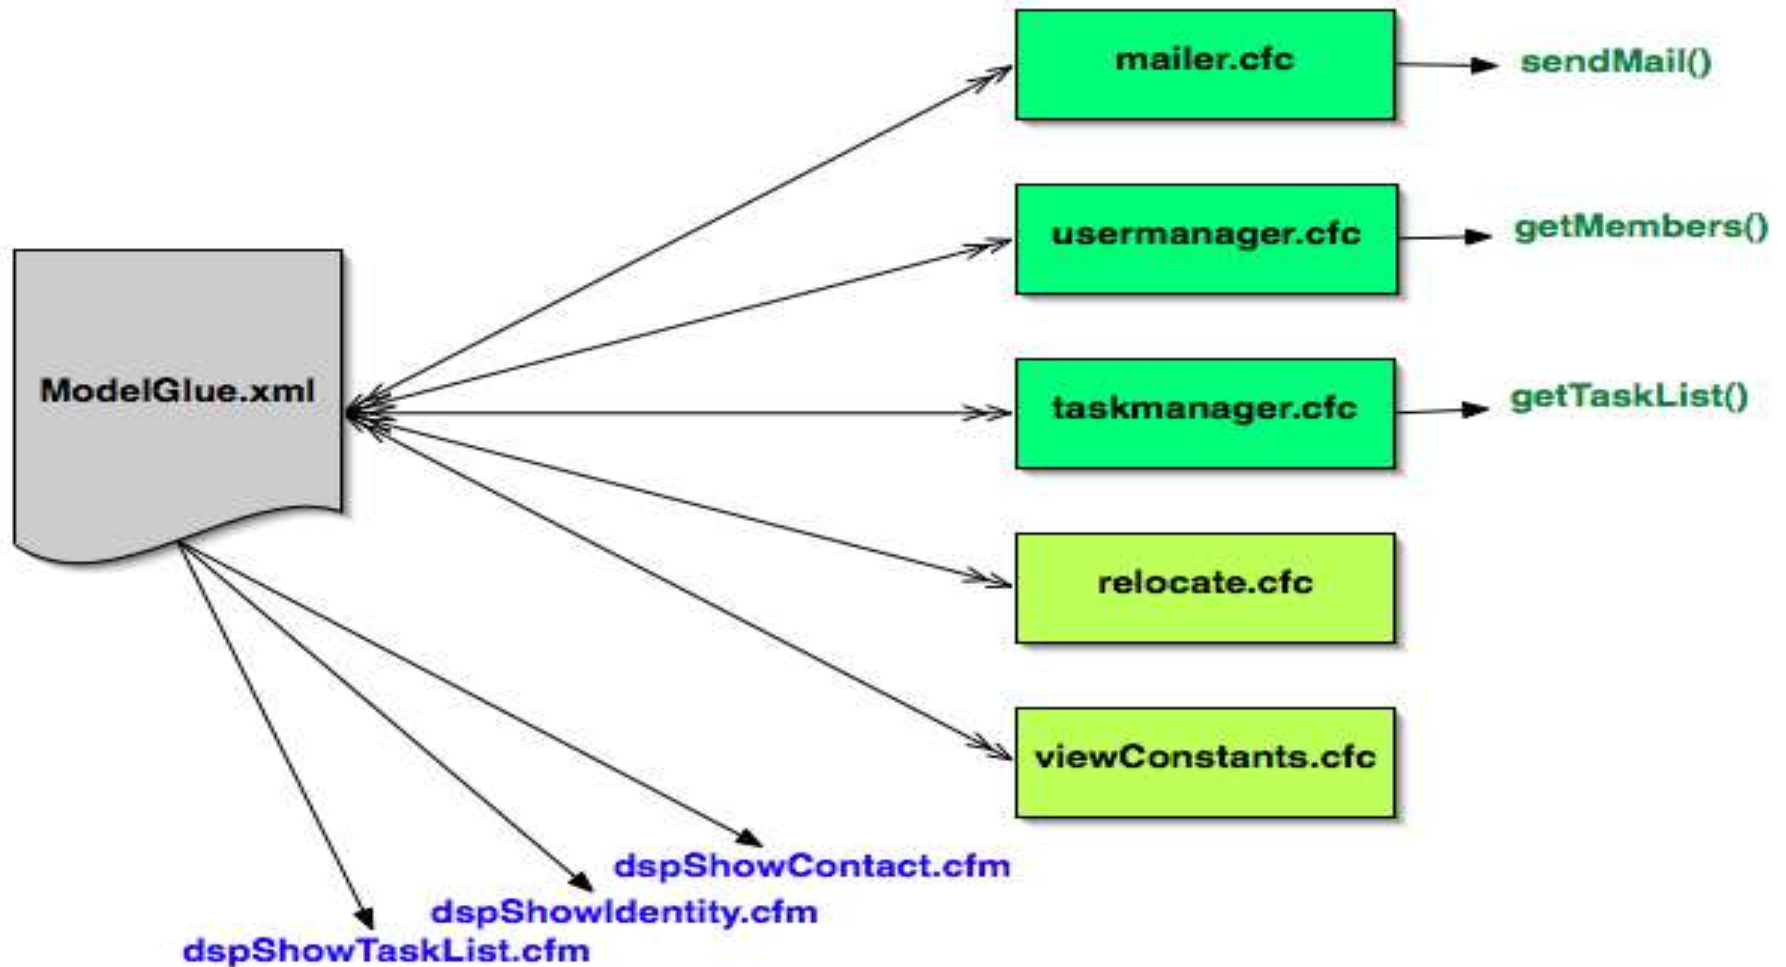 mailer.cfc
sendMail()
usermanager.cfc
getMembers()
ModelGlue.xml
taskmanager.cfc
getTaskList()
relocate.cfc
viewConstants.cfc
dspShowContact.cfm
dspShowIdentity.cfm
dspShowTaskList.cfm